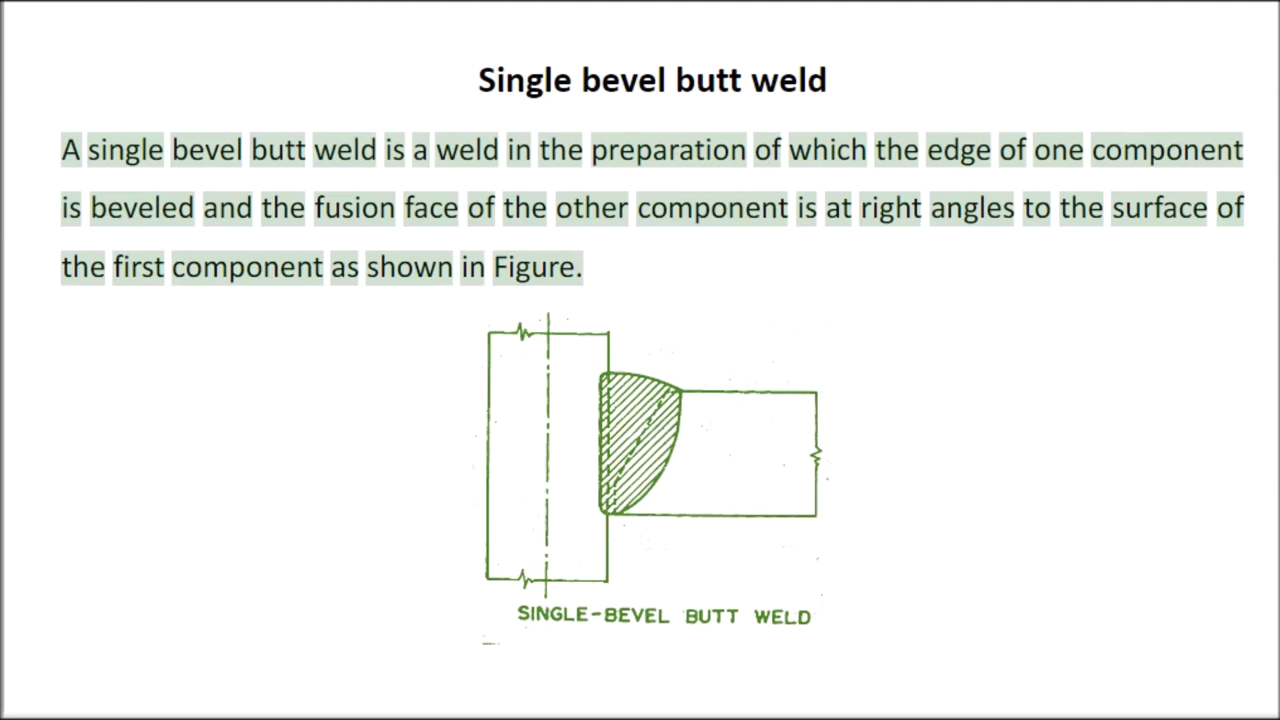 Single bevel butt weld
A single bevel butt weld is a weld in the preparation of which the edge of one component
is beveled and the fusion face of the other component is at right angles to the surface of
the first component as shown in Figure.
SINGLE-BEVEL BUTT WELD